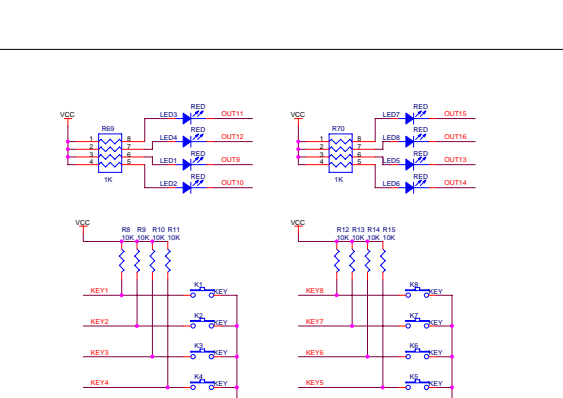 RED RED
VCC LED3 OUT11 VCC LED7 OUT15
R69 RED R70 RED
1 8 LED4 OUT12 1 8 LED8 OUT16
2 7 RED 2 7 RED
3 6 LED1 OUT9 3 6 LED5 OUT13
4 5 RED 4 5 RED
1K LED2 OUT10 1K LED6 OUT14
VCC VCC
R8 R9 R10 R11 R12 R13 R14 R15
10K 10K 10K 10K 10K 10K 10K 10K
K1 K8
KEY1 KEY KEY8 KEY
K2 K7
KEY2 KEY KEY7 KEY
K3 K6
KEY3 KEY KEY6 KEY
K4 K5
KEY4 KEY KEY5 KEY